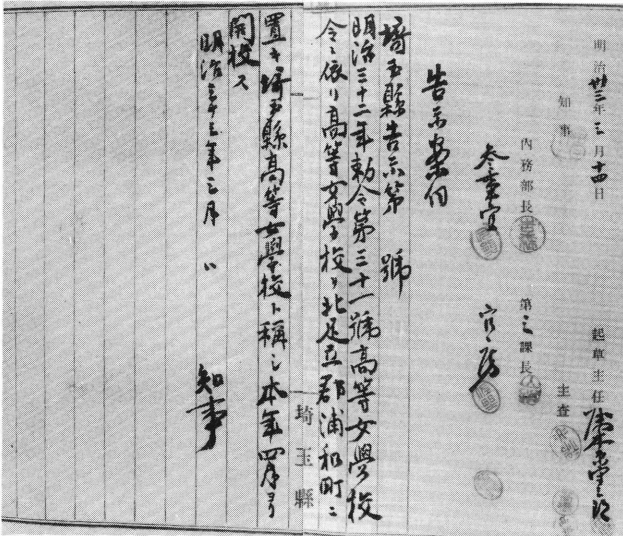 明治卅三年三月十四日
起草主任
知事
内務部長
第三課長
主査
参事官
告示案伺
埼玉縣告示第 號
明治三十二年勅令第三十一號高等女學校
令ニ依リ高等女學校ヲ北足立郡浦和町ニ
置キ埼玉縣高等女學校ト稱シ本年四月ヨリ
開校ス
明治三十三年三月
知事
埼玉縣